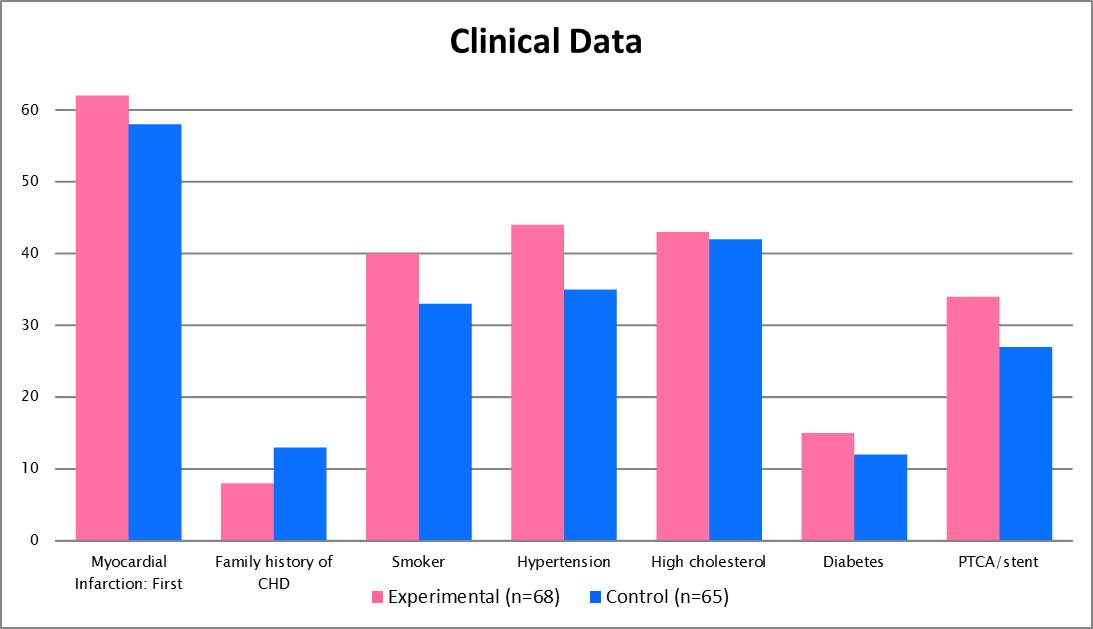 Clinical Data
60
50
40
30
20
10
0
Myocardial
Infarction: First
Family history of
CHD
Smoker
Hypertension
High cholesterol
Diabetes
PTCA/stent
Experimental (n=68)
Control (n=65)